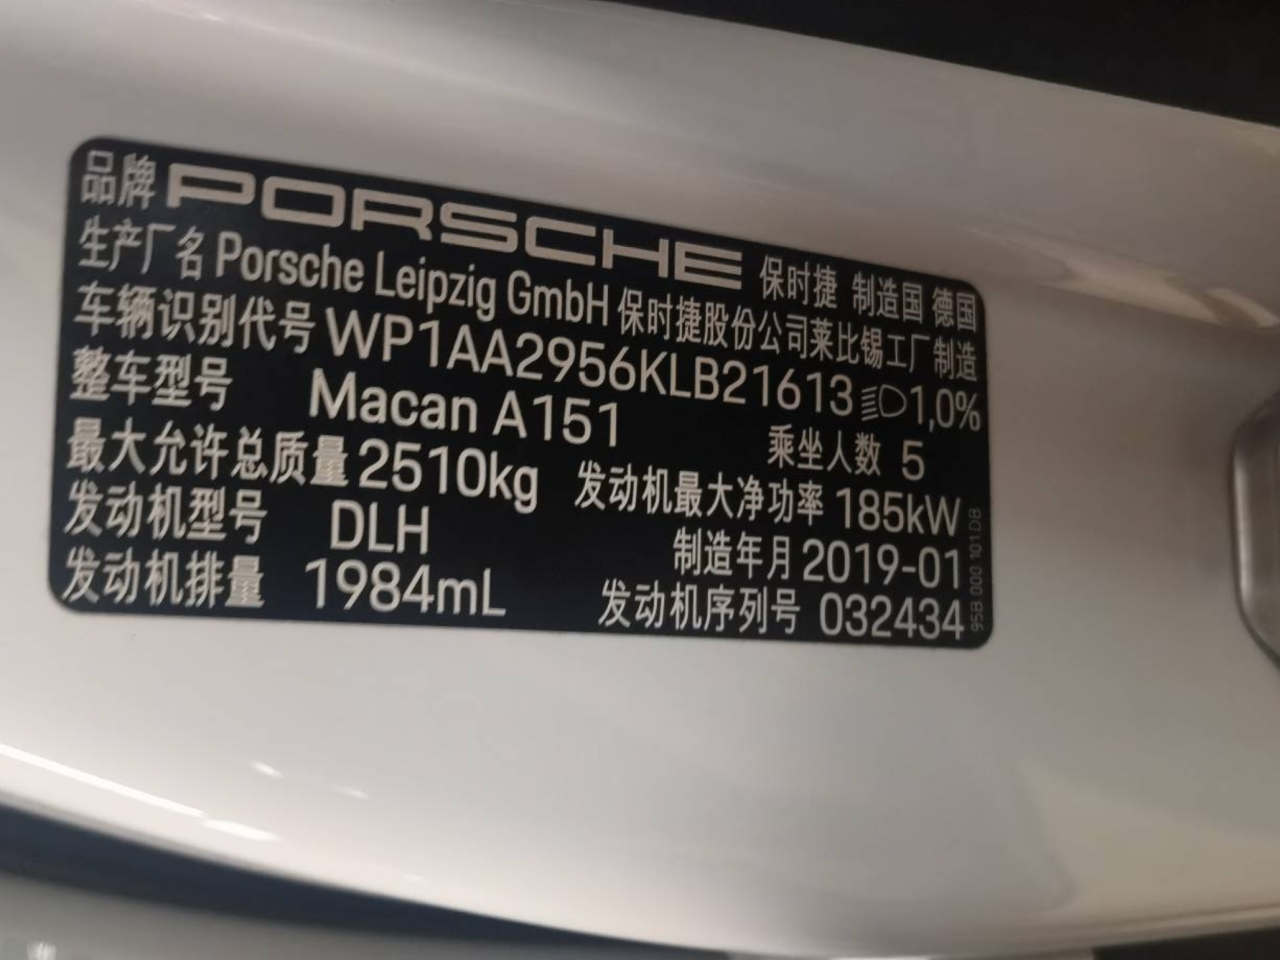 品牌 PORSCHE 保时捷 制造国 德国
生产厂名 Porsche Leipzig GmbH 保时捷股份公司莱比锡工厂制造
车辆识别代号 WP1AA2956KLB21613 1,0%
整车型号 Macan A151 乘坐人数 5
最大允许总质量 2510kg 发动机最大净功率 185kW
发动机型号 DLH 制造年月 2019-01
发动机排量 1984mL 发动机序列号 032434
95B 000 101 DB